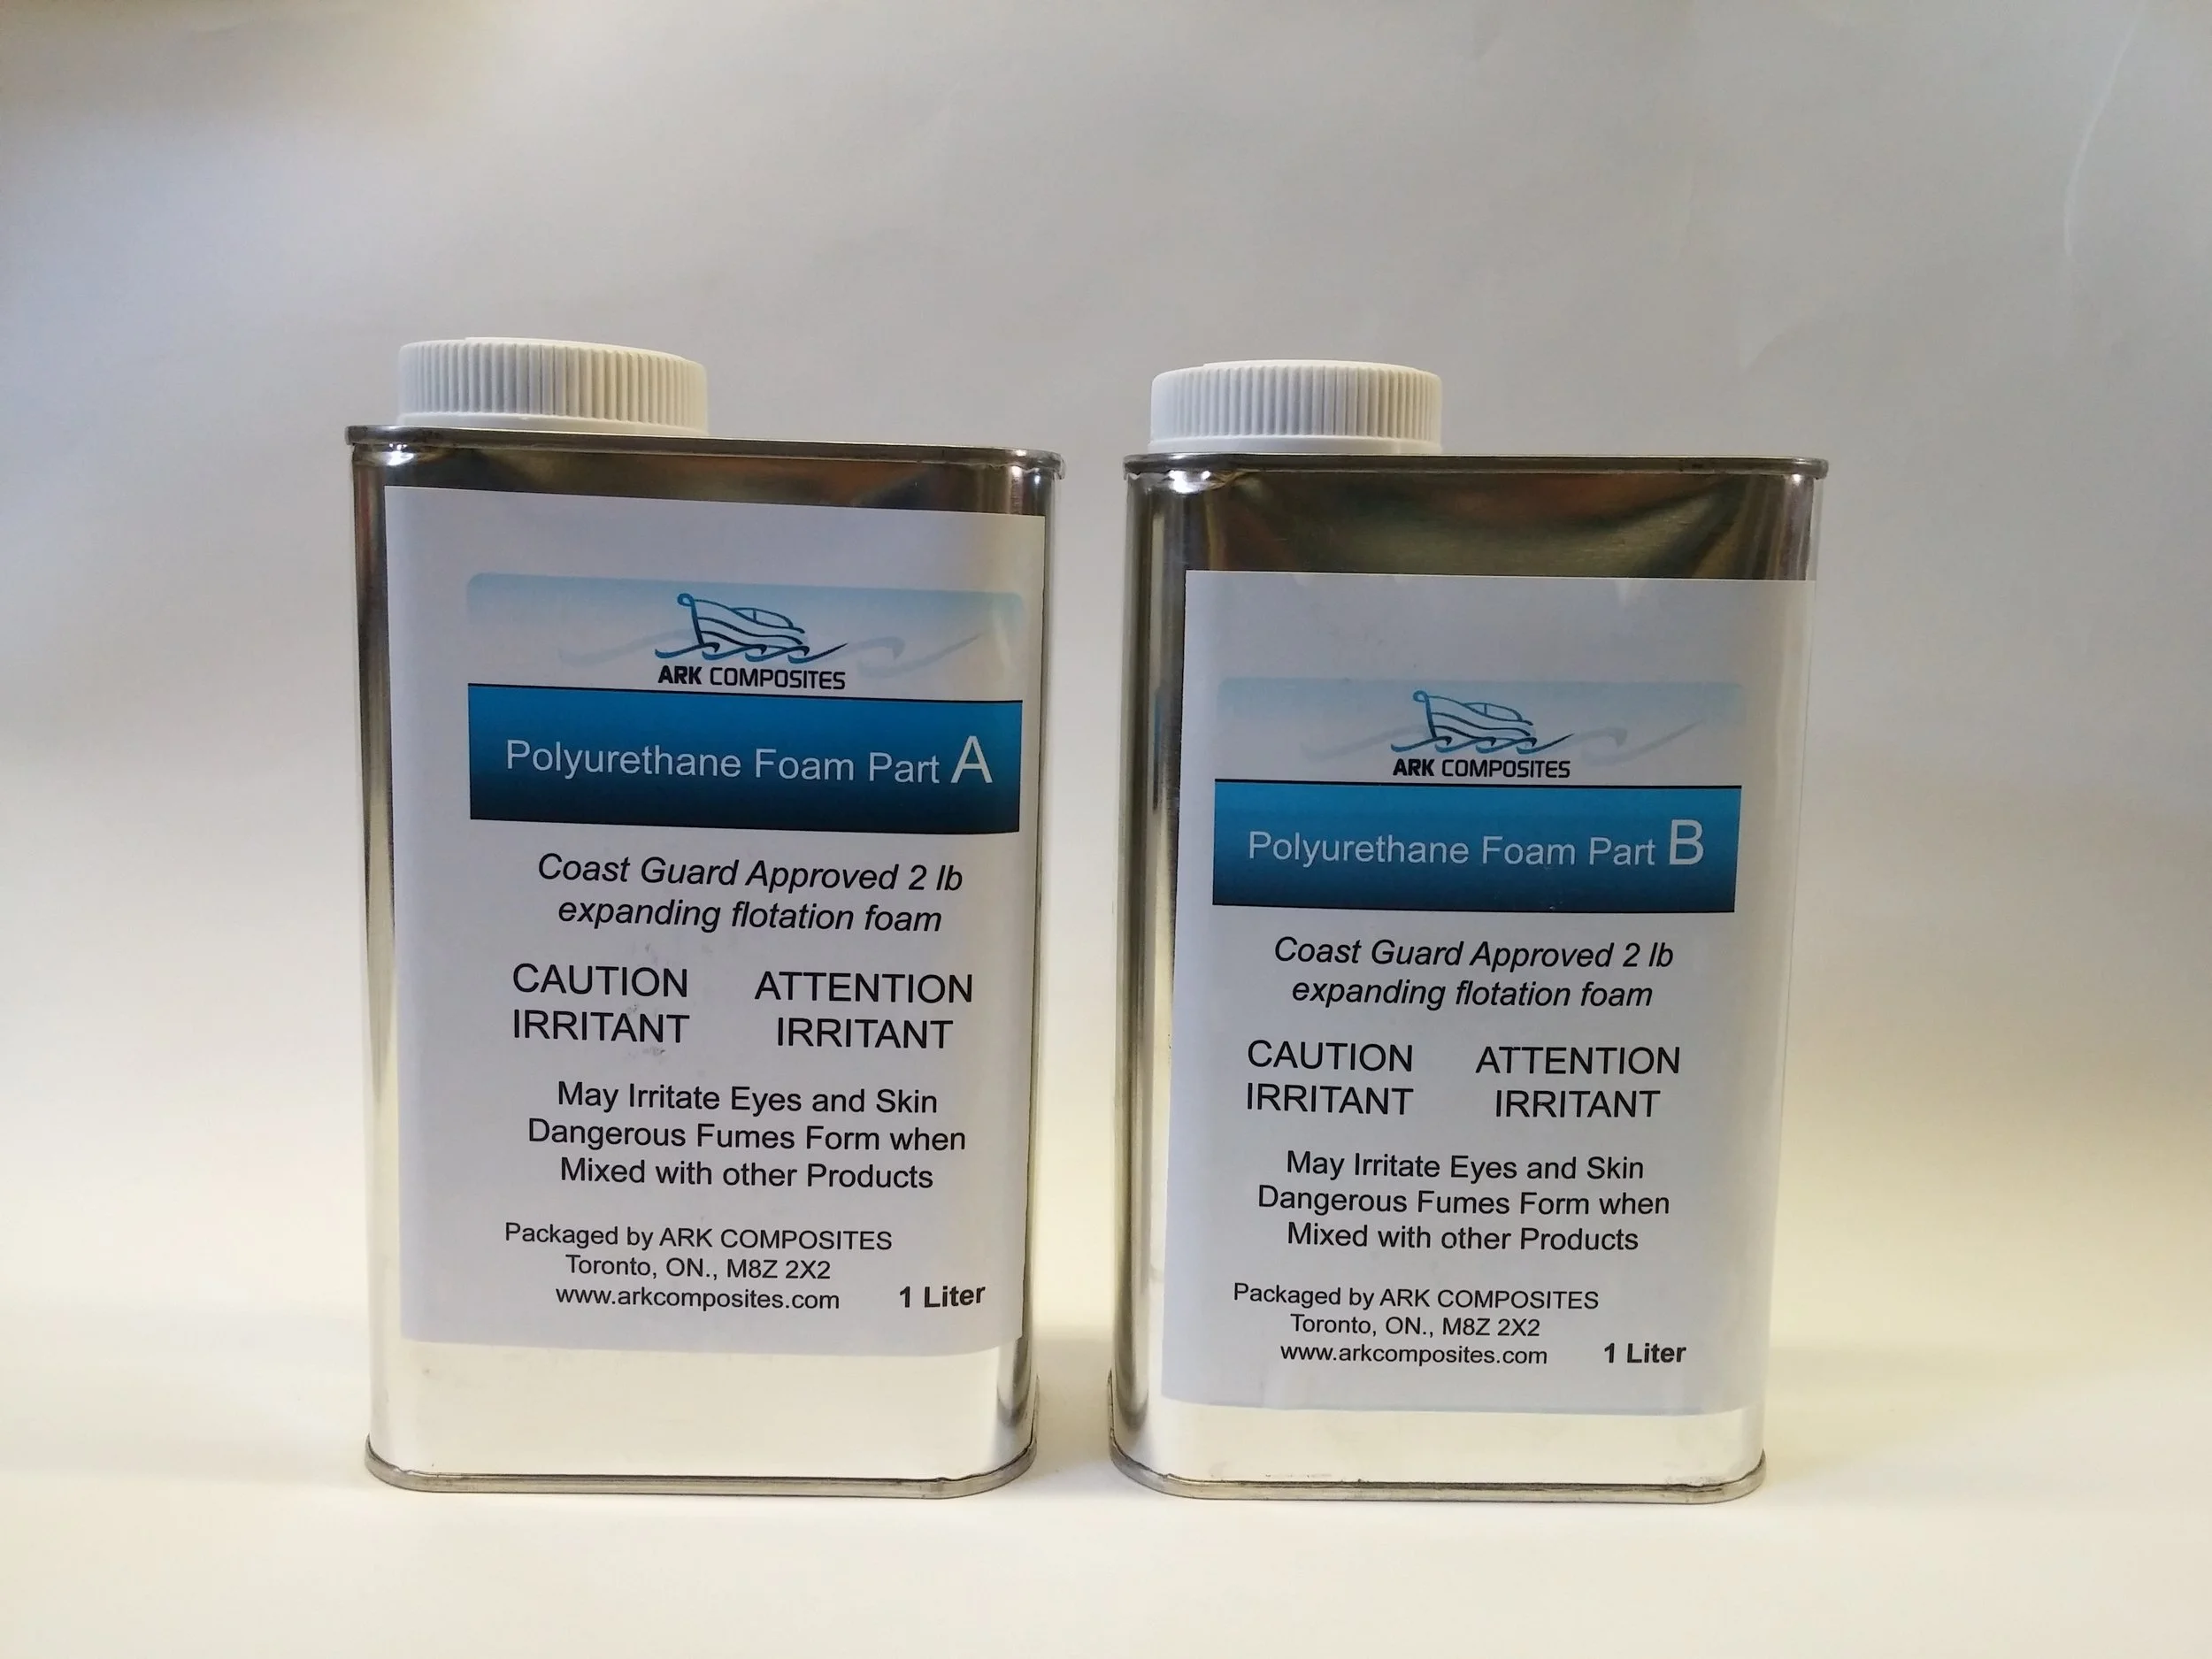 ARK COMPOSITES
Polyurethane Foam Part A
Coast Guard Approved 2 lb
expanding flotation foam
CAUTION ATTENTION
IRRITANT IRRITANT
May Irritate Eyes and Skin
Dangerous Fumes Form when
Mixed with other Products
Packaged by ARK COMPOSITES
Toronto, ON., M8Z 2X2
www.arkcomposites.com 1 Liter
ARK COMPOSITES
Polyurethane Foam Part B
Coast Guard Approved 2 lb
expanding flotation foam
CAUTION ATTENTION
IRRITANT IRRITANT
May Irritate Eyes and Skin
Dangerous Fumes Form when
Mixed with other Products
Packaged by ARK COMPOSITES
Toronto, ON., M8Z 2X2
www.arkcomposites.com 1 Liter